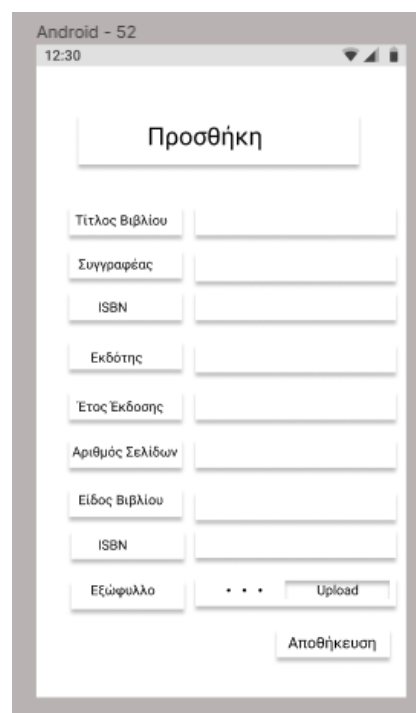 Android - 52
12:30
Προσθήκη
Τίτλος Βιβλίου
Συγγραφέας
ISBN
Εκδότης
Έτος Έκδοσης
Αριθμός Σελίδων
Είδος Βιβλίου
ISBN
Εξώφυλλο . . . Upload
Αποθήκευση